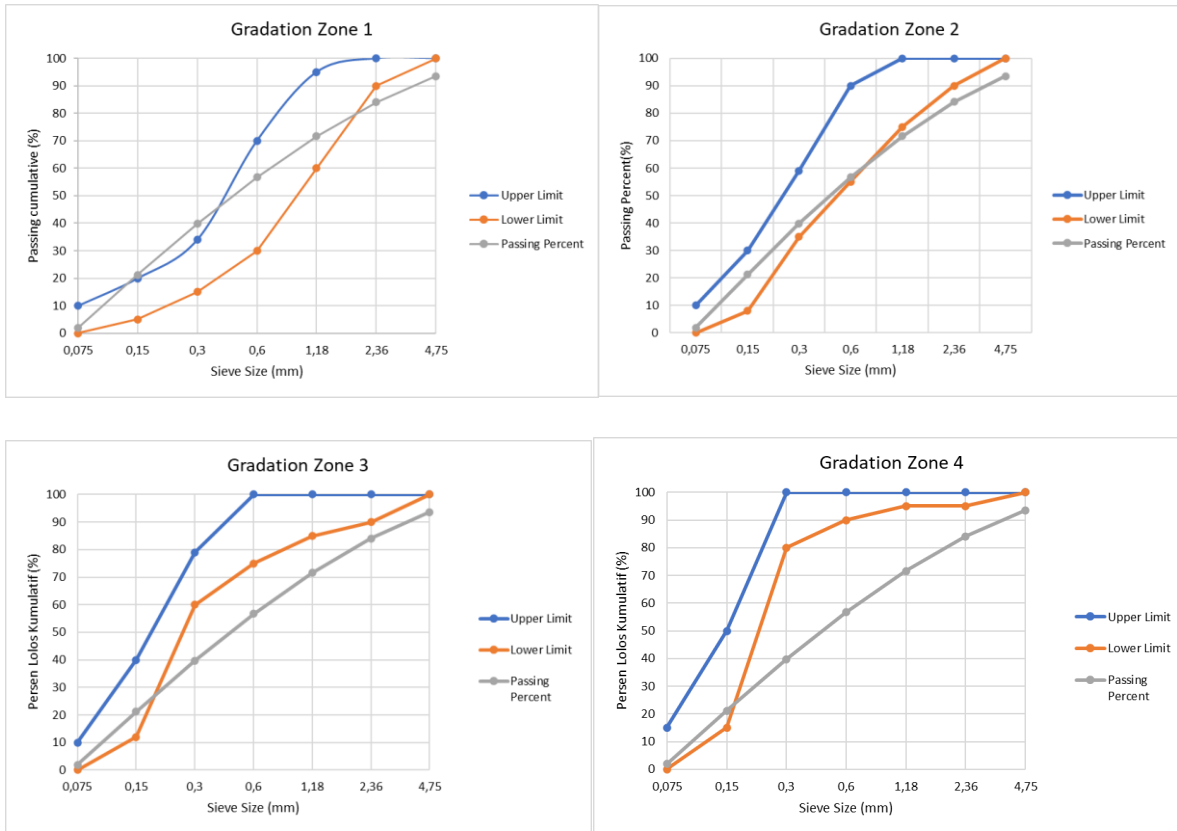 Gradation Zone 1
Passing cumulative (%)
100
90
80
70
60
50
40
30
20
10
0
0,075 0,15 0,3 0,6 1,18 2,36 4,75
Sieve Size (mm)
Upper Limit
Lower Limit
Passing Percent
Gradation Zone 2
Passing Percent(%)
100
90
80
70
60
50
40
30
20
10
0
0,075 0,15 0,3 0,6 1,18 2,36 4,75
Sieve Size (mm)
Upper Limit
Lower Limit
Passing Percent
Gradation Zone 3
Persen Lolos Kumulatif (%)
100
90
80
70
60
50
40
30
20
10
0
0,075 0,15 0,3 0,6 1,18 2,36 4,75
Sieve Size (mm)
Upper Limit
Lower Limit
Passing
Percent
Gradation Zone 4
Persen Lolos Kumulatif (%)
100
90
80
70
60
50
40
30
20
10
0
0,075 0,15 0,3 0,6 1,18 2,36 4,75
Sieve Size (mm)
Upper Limit
Lower Limit
Passing
Percent